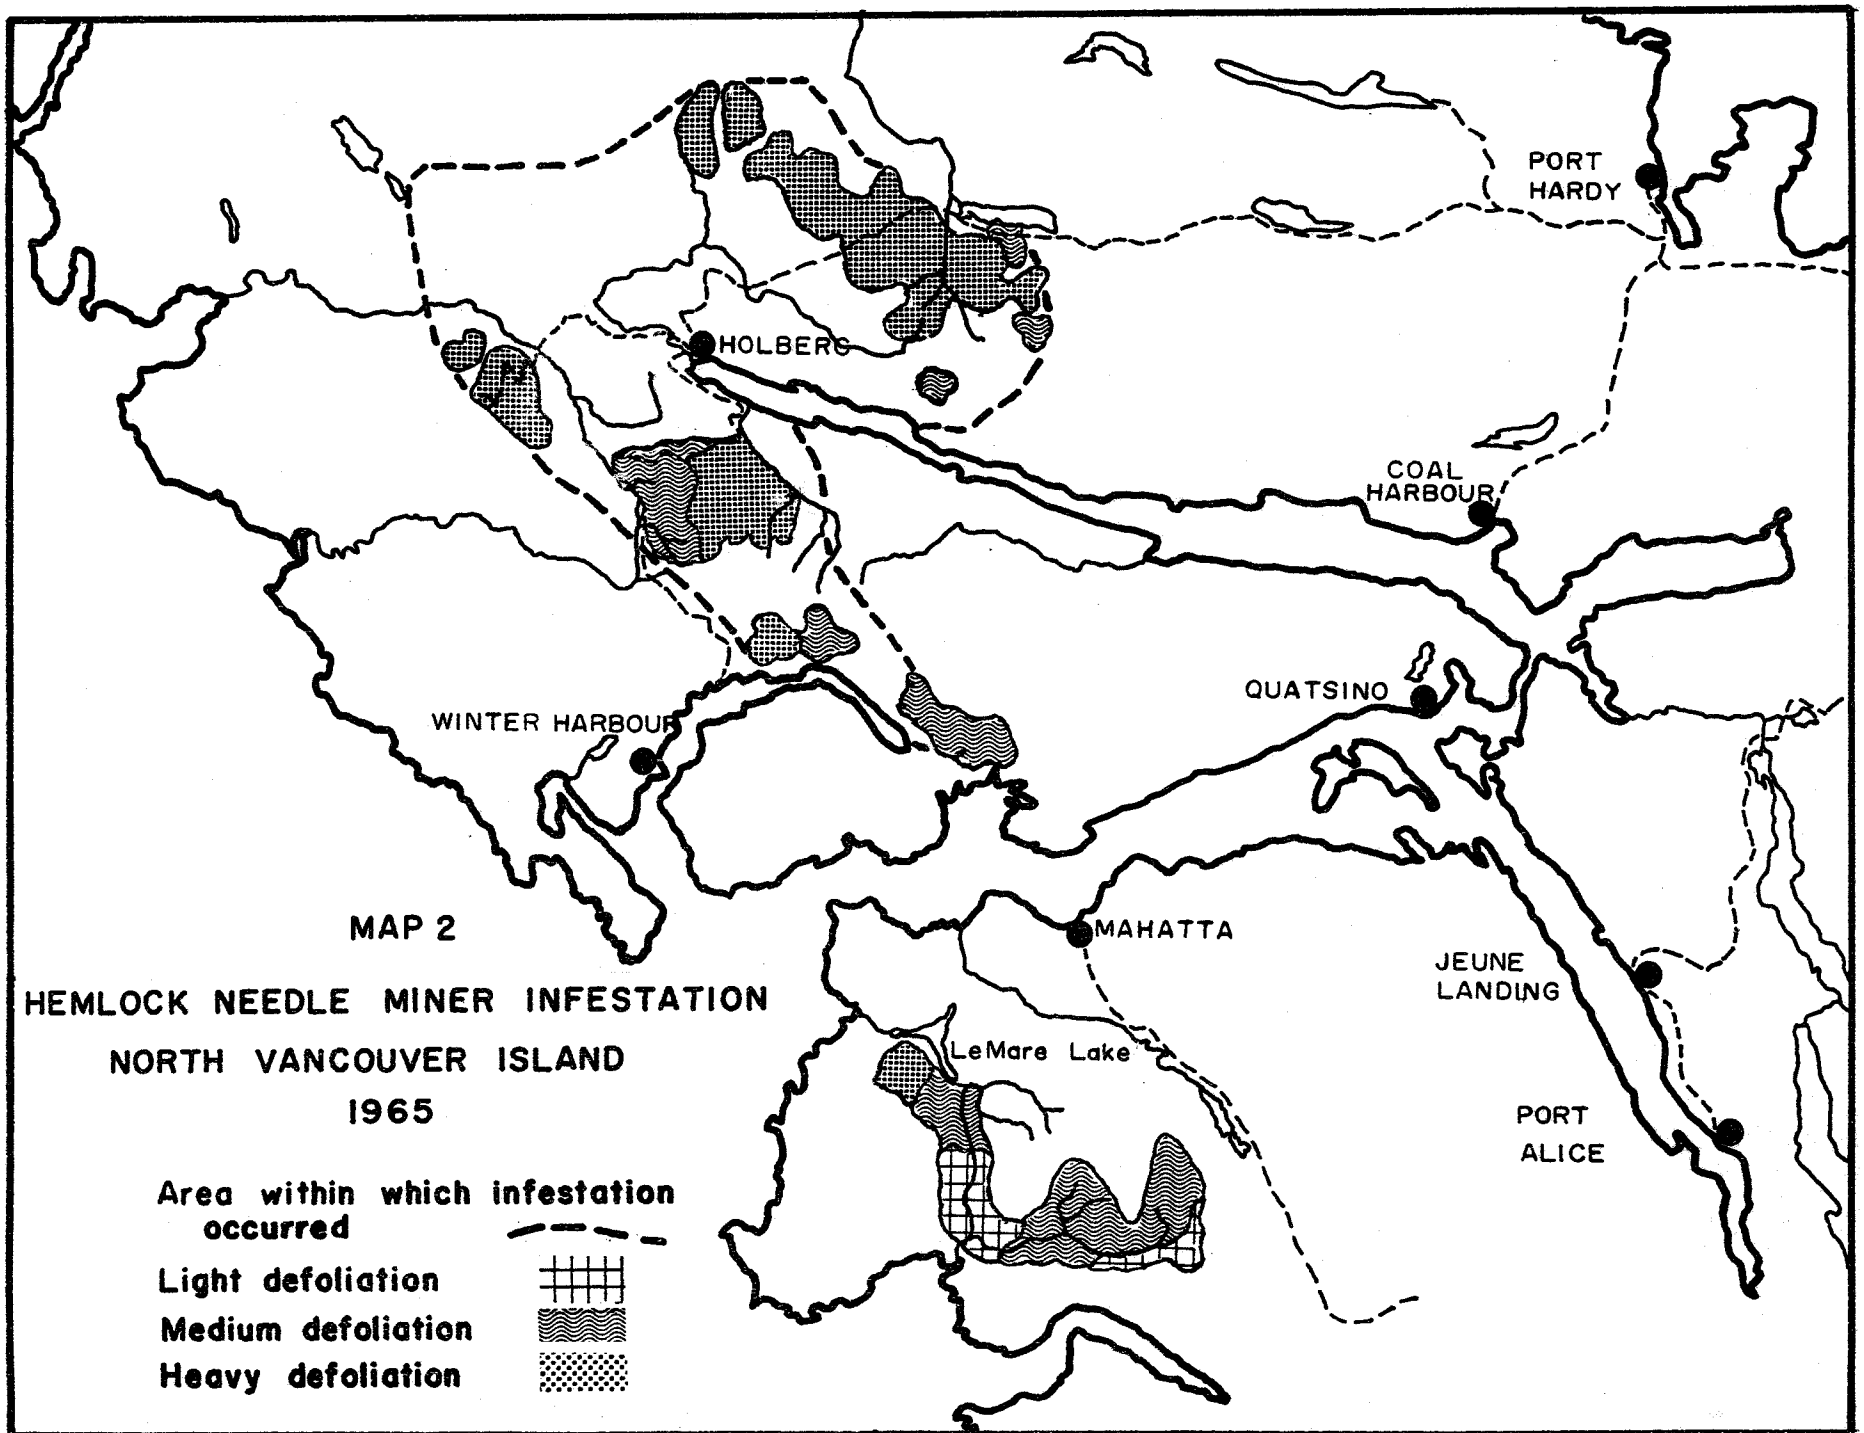 PORT
HARDY
HOLBERG
COAL
HARBOUR
QUATSINO
WINTER HARBOUR
MAHATTA
JEUNE
LANDING
LeMare Lake
PORT
ALICE
MAP 2
HEMLOCK NEEDLE MINER INFESTATION
NORTH VANCOUVER ISLAND
1965
Area within which infestation
occurred
Light defoliation
Medium defoliation
Heavy defoliation